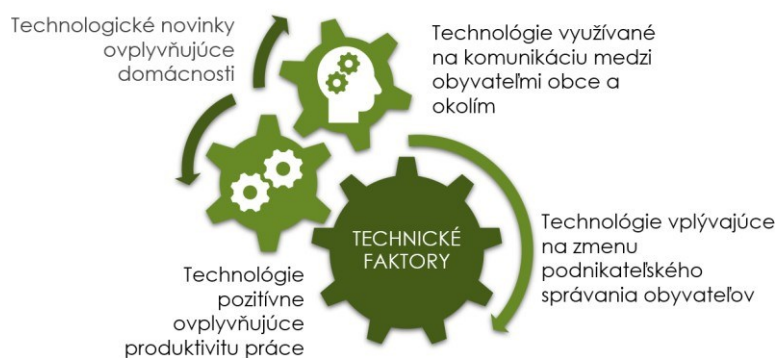 Technologické novinky
ovplyvňujúce
domácnosti
Technológie využívané
na komunikáciu medzi
obyvateľmi obce a
okolím
TECHNICKÉ
FAKTORY
Technológie vplývajúce
na zmenu
podnikateľského
správania obyvateľov
Technológie
pozitívne
ovplyvňujúce
produktivitu práce